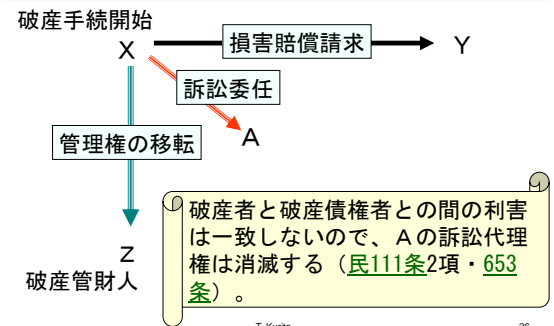 破産手続開始
X
損害賠償請求
Y
訴訟委任
A
管理権の移転
Z
破産管財人
破産者と破産債権者との間の利害
は一致しないので、Aの訴訟代理
権は消滅する（民111条2項・653
条）。